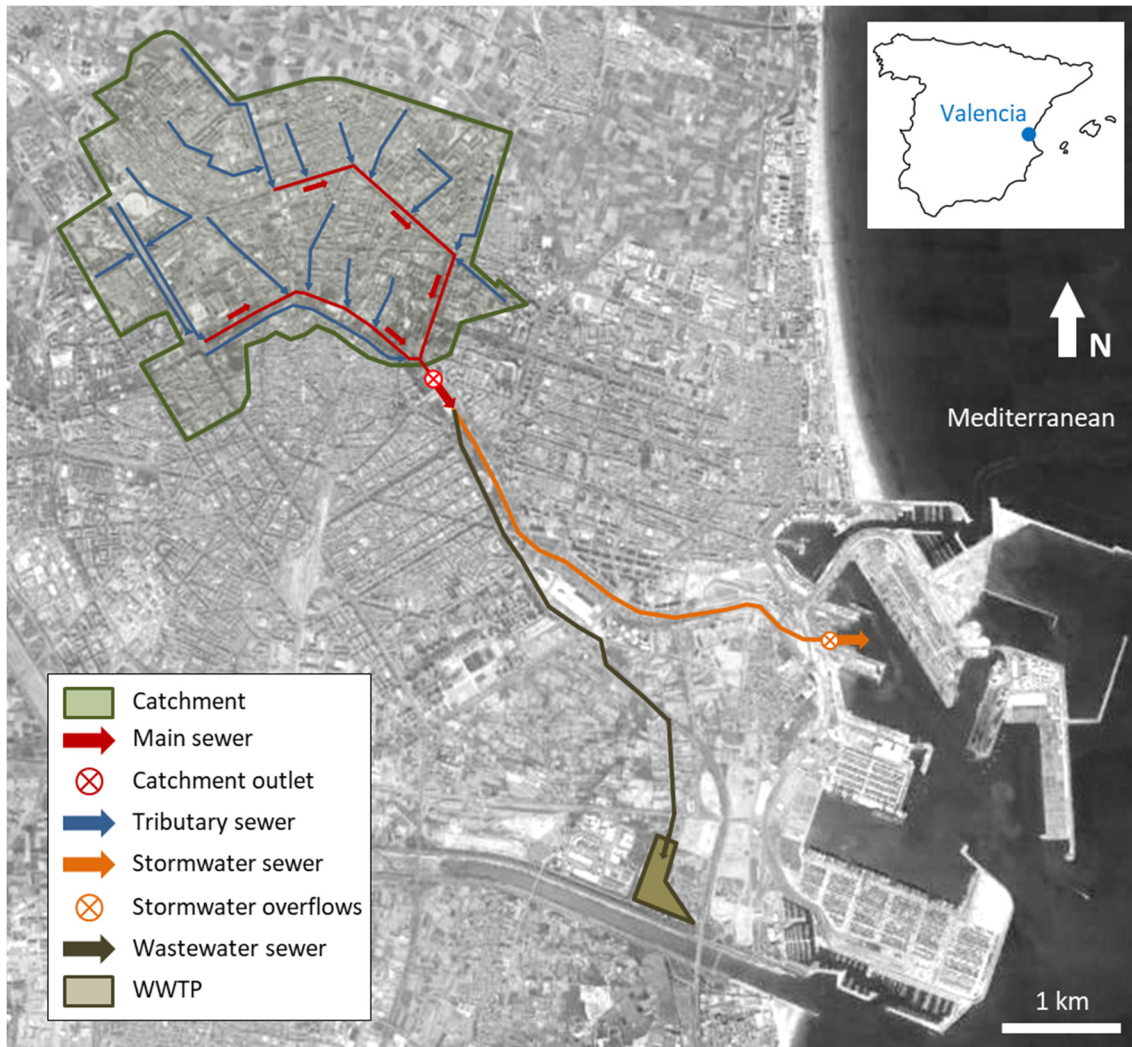 Valencia
N
Mediterranean
Catchment
Main sewer
Catchment outlet
Tributary sewer
Stormwater sewer
Stormwater overflows
Wastewater sewer
WWTP
1 km